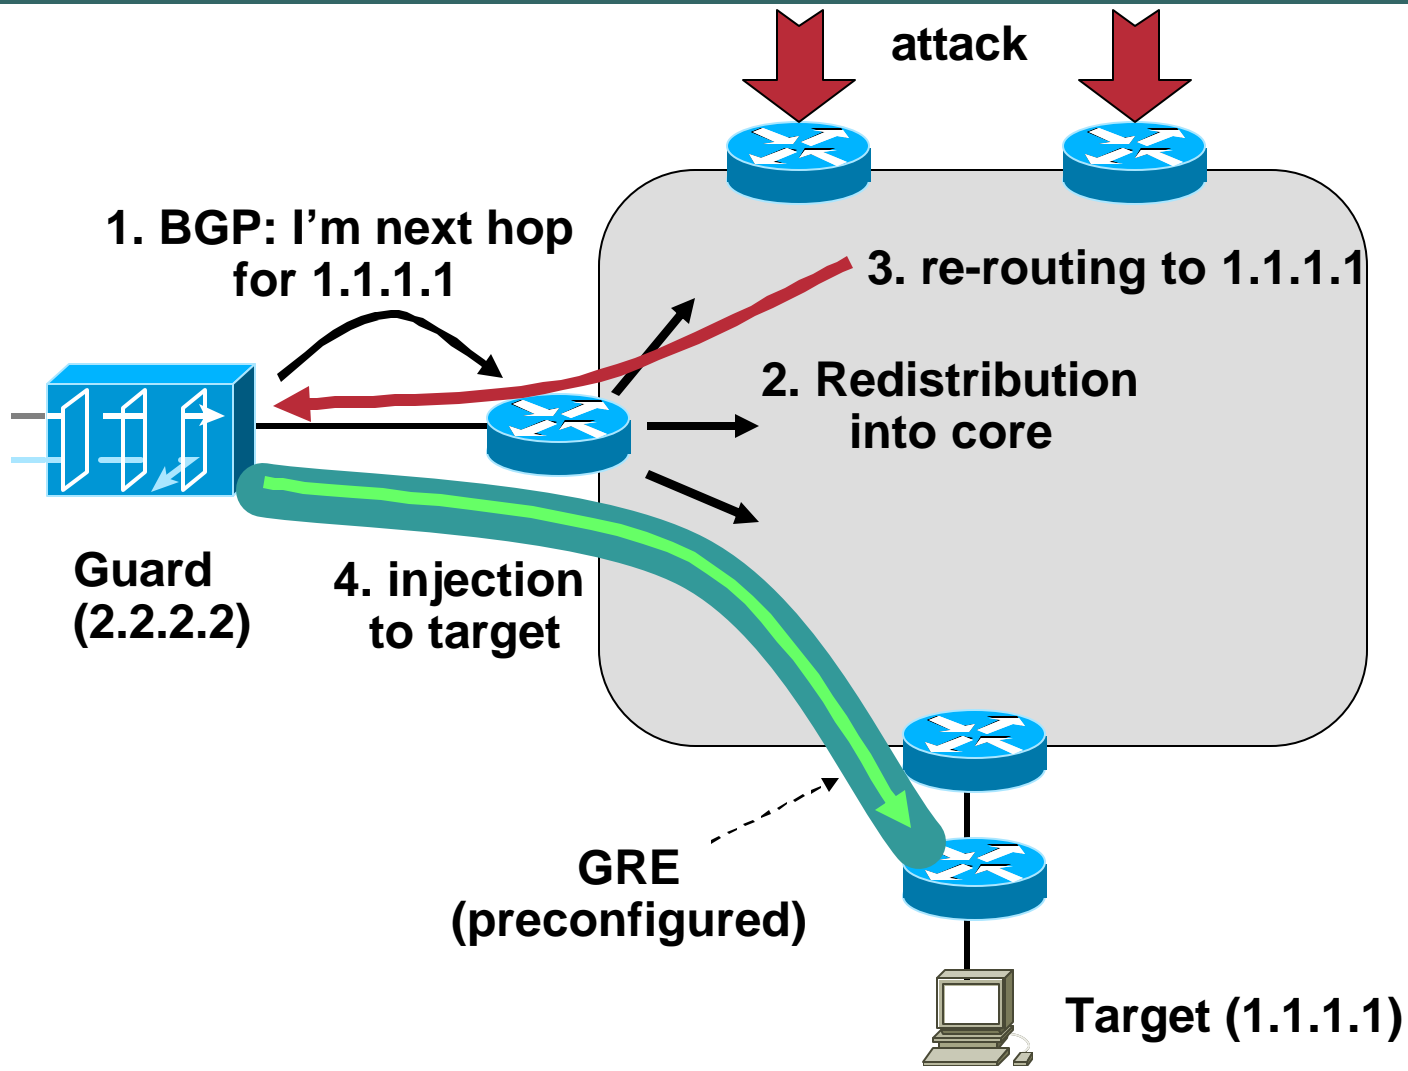 attack
1. BGP: I'm next hop
for 1.1.1.1
3. re-routing to 1.1.1.1
2. Redistribution
into core
Guard
(2.2.2.2)
4. injection
to target
GRE
(preconfigured)
Target (1.1.1.1)